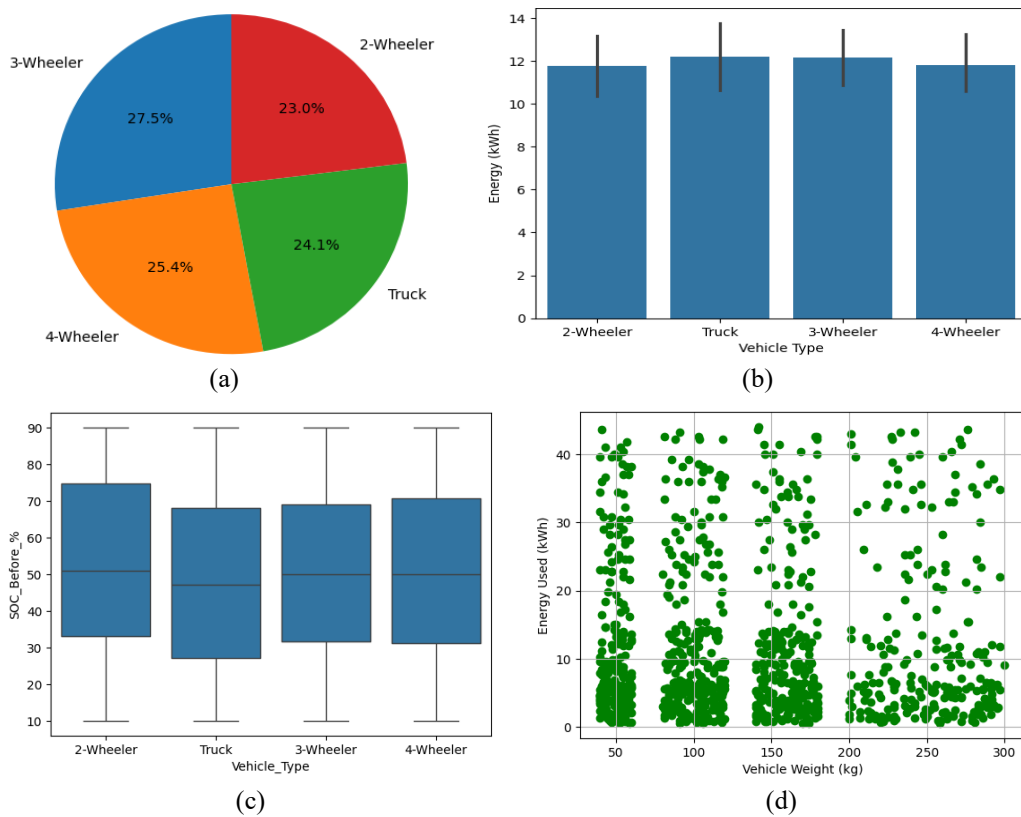 2-Wheeler
3-Wheeler
27.5%
23.0%
25.4%
24.1%
4-Wheeler
Truck
(a)
14
12
10
8
6
4
2
0
Energy (kWh)
2-Wheeler Truck 3-Wheeler 4-Wheeler
Vehicle Type
(b)
90
80
70
60
50
40
30
20
10
SOC_Before_%
2-Wheeler Truck 3-Wheeler 4-Wheeler
Vehicle_Type
(c)
40
30
20
10
0
Energy Used (kWh)
50 100 150 200 250 300
Vehicle Weight (kg)
(d)